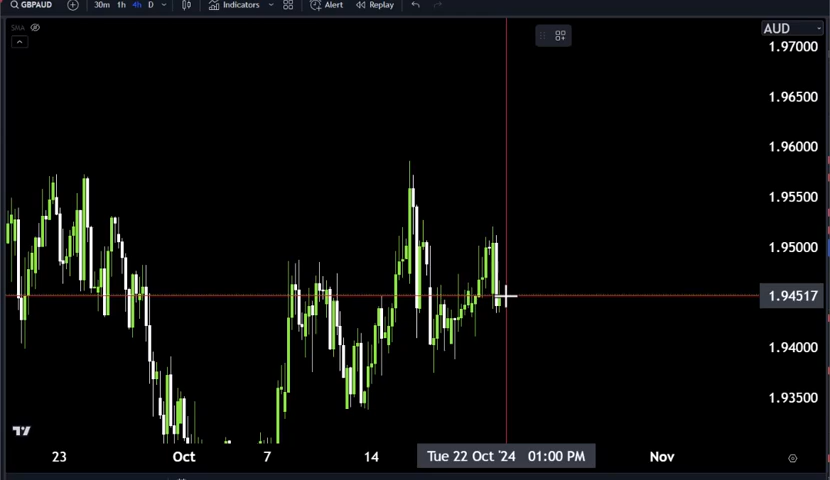 GBPAUD 30m 1h 4h D Indicators Alert Replay
SMA
AUD
1.97000
1.96500
1.96000
1.95500
1.95000
1.94517
1.94000
1.93500
23 Oct 7 14 Tue 22 Oct '24 01:00 PM Nov